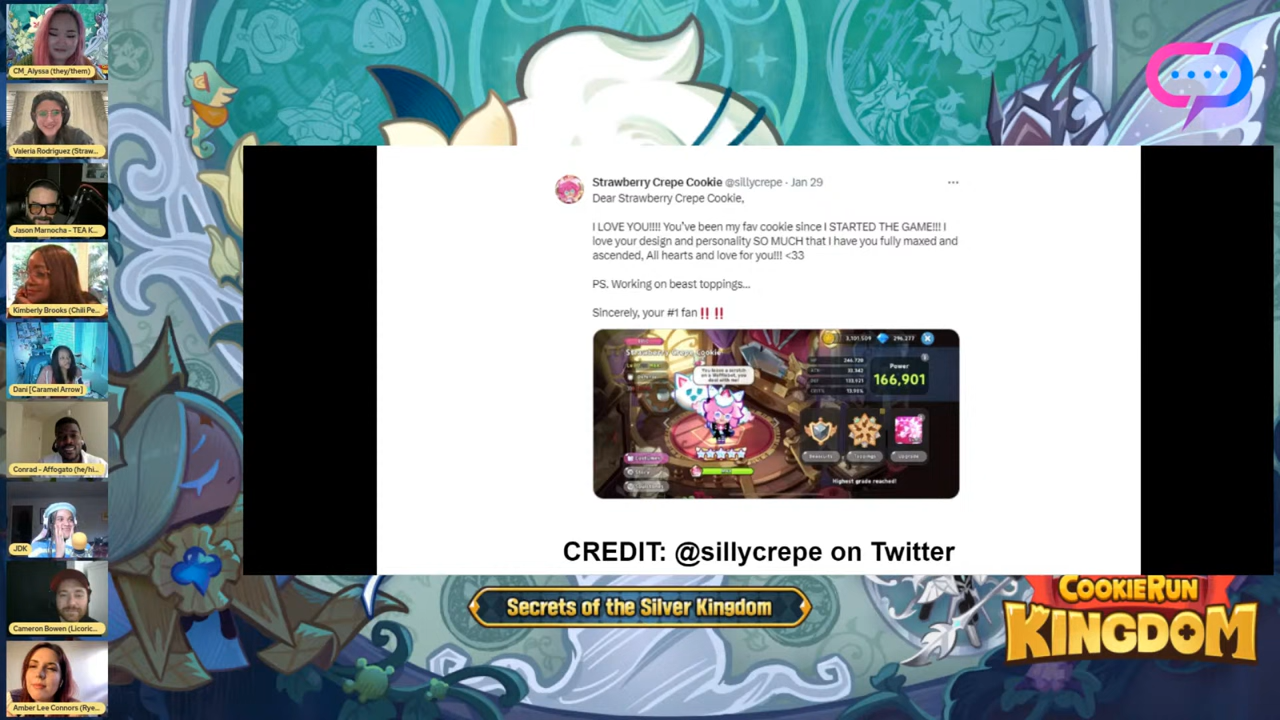 CM_Alyssa (they/them)
Valeria Rodriguez (Straw...
Jason Marnocha - TEA K...
Kimberly Brooks (Chili Pe...
Dani [Caramel Arrow]
Conrad - Affogato (he/hi...
JDK
Cameron Bowen (Licoric...
Amber Lee Connors (Rye...
Strawberry Crepe Cookie @sillycrepe · Jan 29
Dear Strawberry Crepe Cookie,
I LOVE YOU!!!! You've been my fav cookie since I STARTED THE GAME!!! I
love your design and personality SO MUCH that I have you fully maxed and
ascended, All hearts and love for you!!! <33
PS. Working on beast toppings...
Sincerely, your #1 fan‼️ ‼️
Strawberry Crepe Cookie
Power
166,901
Toppings
Upgrade
Highest grade reached!
CREDIT: @sillycrepe on Twitter
Secrets of the Silver Kingdom
COOKIERUN
KINGDOM